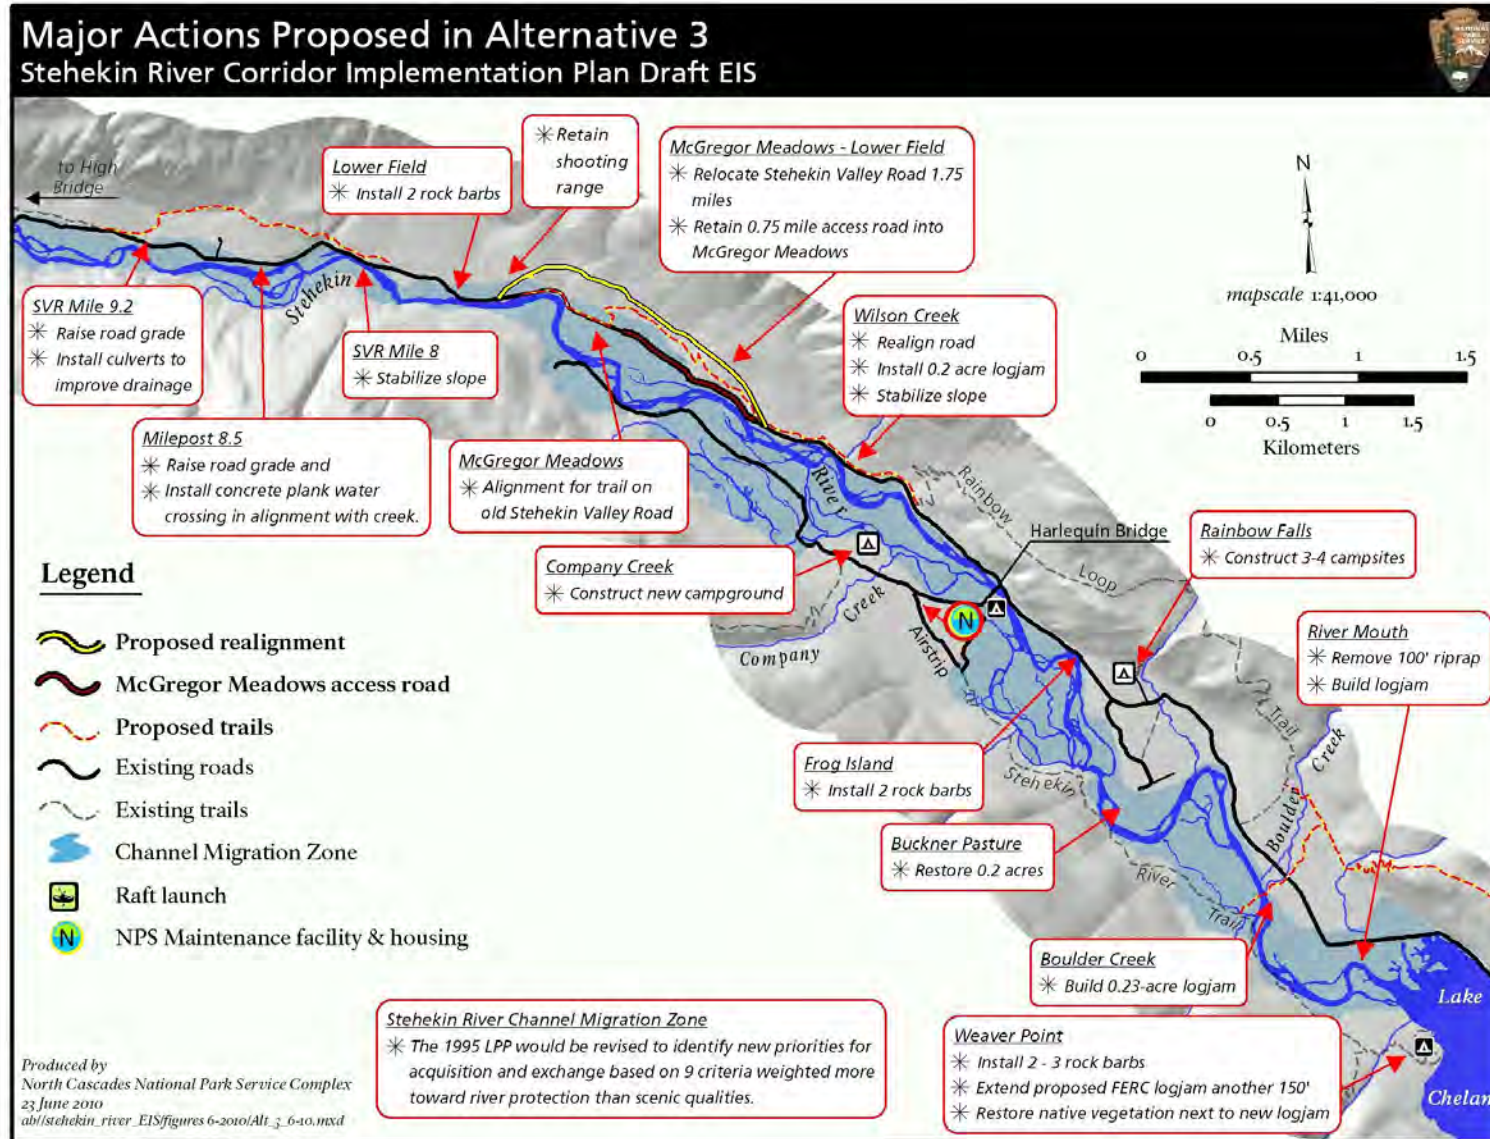 Major Actions Proposed in Alternative 3
Stehekin River Corridor Implementation Plan Draft EIS
NATIONAL
PARK
SERVICE
to High
Bridge
Lower Field
✳ Install 2 rock barbs
✳ Retain
shooting
range
McGregor Meadows - Lower Field
✳ Relocate Stehekin Valley Road 1.75
miles
✳ Retain 0.75 mile access road into
McGregor Meadows
N
mapscale 1:41,000
Miles
0 0.5 1 1.5
0 0.5 1 1.5
Kilometers
SVR Mile 9.2
✳ Raise road grade
✳ Install culverts to
improve drainage
Stehekin
SVR Mile 8
✳ Stabilize slope
Wilson Creek
✳ Realign road
✳ Install 0.2 acre logjam
✳ Stabilize slope
Milepost 8.5
✳ Raise road grade and
✳ Install concrete plank water
crossing in alignment with creek.
McGregor Meadows
✳ Alignment for trail on
old Stehekin Valley Road
River
Rainbow
Loop
Harlequin Bridge
Rainbow Falls
✳ Construct 3-4 campsites
Company Creek
✳ Construct new campground
Creek
Company
Airstrip
N
River Mouth
✳ Remove 100' riprap
✳ Build logjam
Trail
Creek
Boulder
Frog Island
✳ Install 2 rock barbs
Stehekin
Buckner Pasture
✳ Restore 0.2 acres
River
Trail
Boulder Creek
✳ Build 0.23-acre logjam
Lake
Chelan
Weaver Point
✳ Install 2 - 3 rock barbs
✳ Extend proposed FERC logjam another 150'
✳ Restore native vegetation next to new logjam
Legend
Proposed realignment
McGregor Meadows access road
Proposed trails
Existing roads
Existing trails
Channel Migration Zone
Raft launch
N NPS Maintenance facility & housing
Stehekin River Channel Migration Zone
✳ The 1995 LPP would be revised to identify new priorities for
acquisition and exchange based on 9 criteria weighted more
toward river protection than scenic qualities.
Produced by
North Cascades National Park Service Complex
23 June 2010
ab//stehekin_river_EIS/figures 6-2010/Alt_3_6-10.mxd